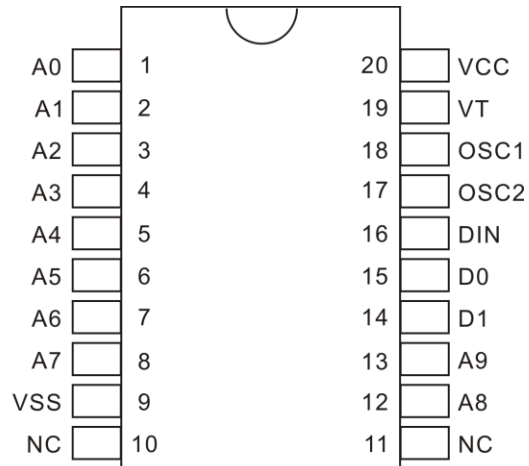 A0 1 20 VCC
A1 2 19 VT
A2 3 18 OSC1
A3 4 17 OSC2
A4 5 16 DIN
A5 6 15 D0
A6 7 14 D1
A7 8 13 A9
VSS 9 12 A8
NC 10 11 NC